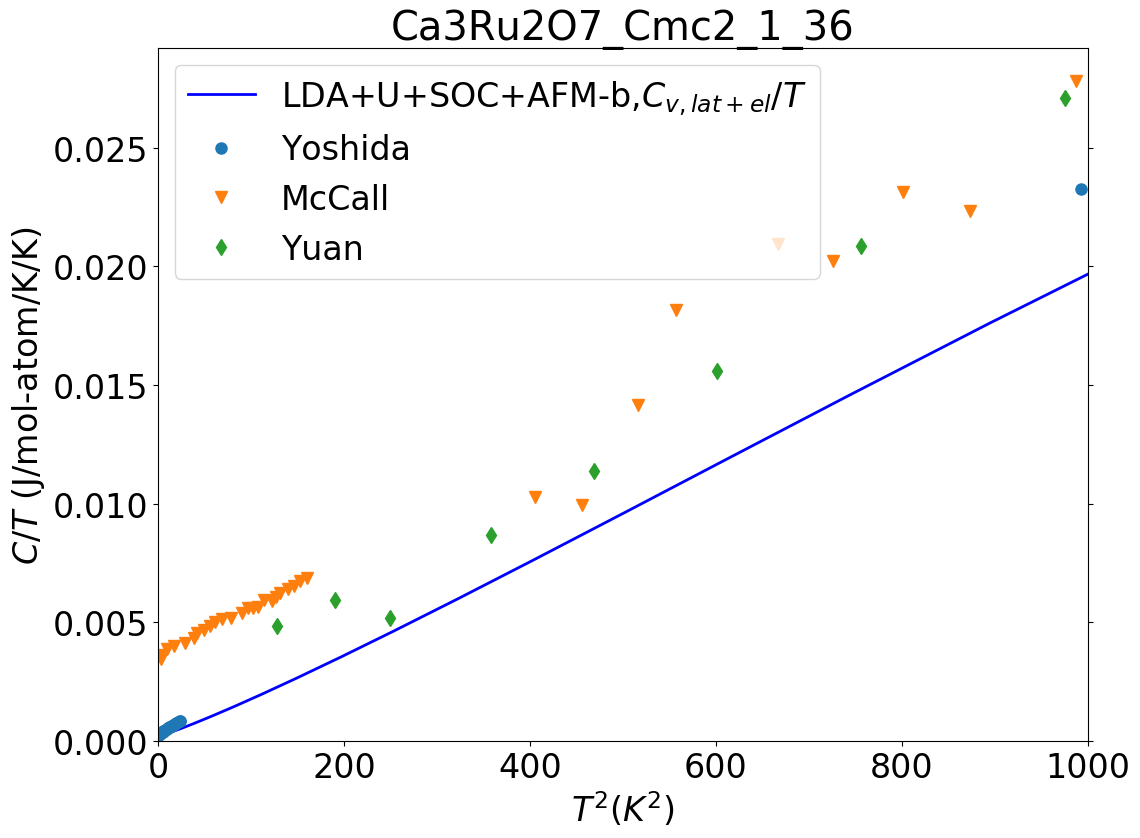 Ca3Ru2O7_Cmc2_1_36
LDA+U+SOC+AFM-b,C_{v,lat+el}/T
Yoshida
McCall
Yuan
C/T (J/mol-atom/K/K)
0.025
0.020
0.015
0.010
0.005
0.000
0 200 400 600 800 1000
T^2(K^2)